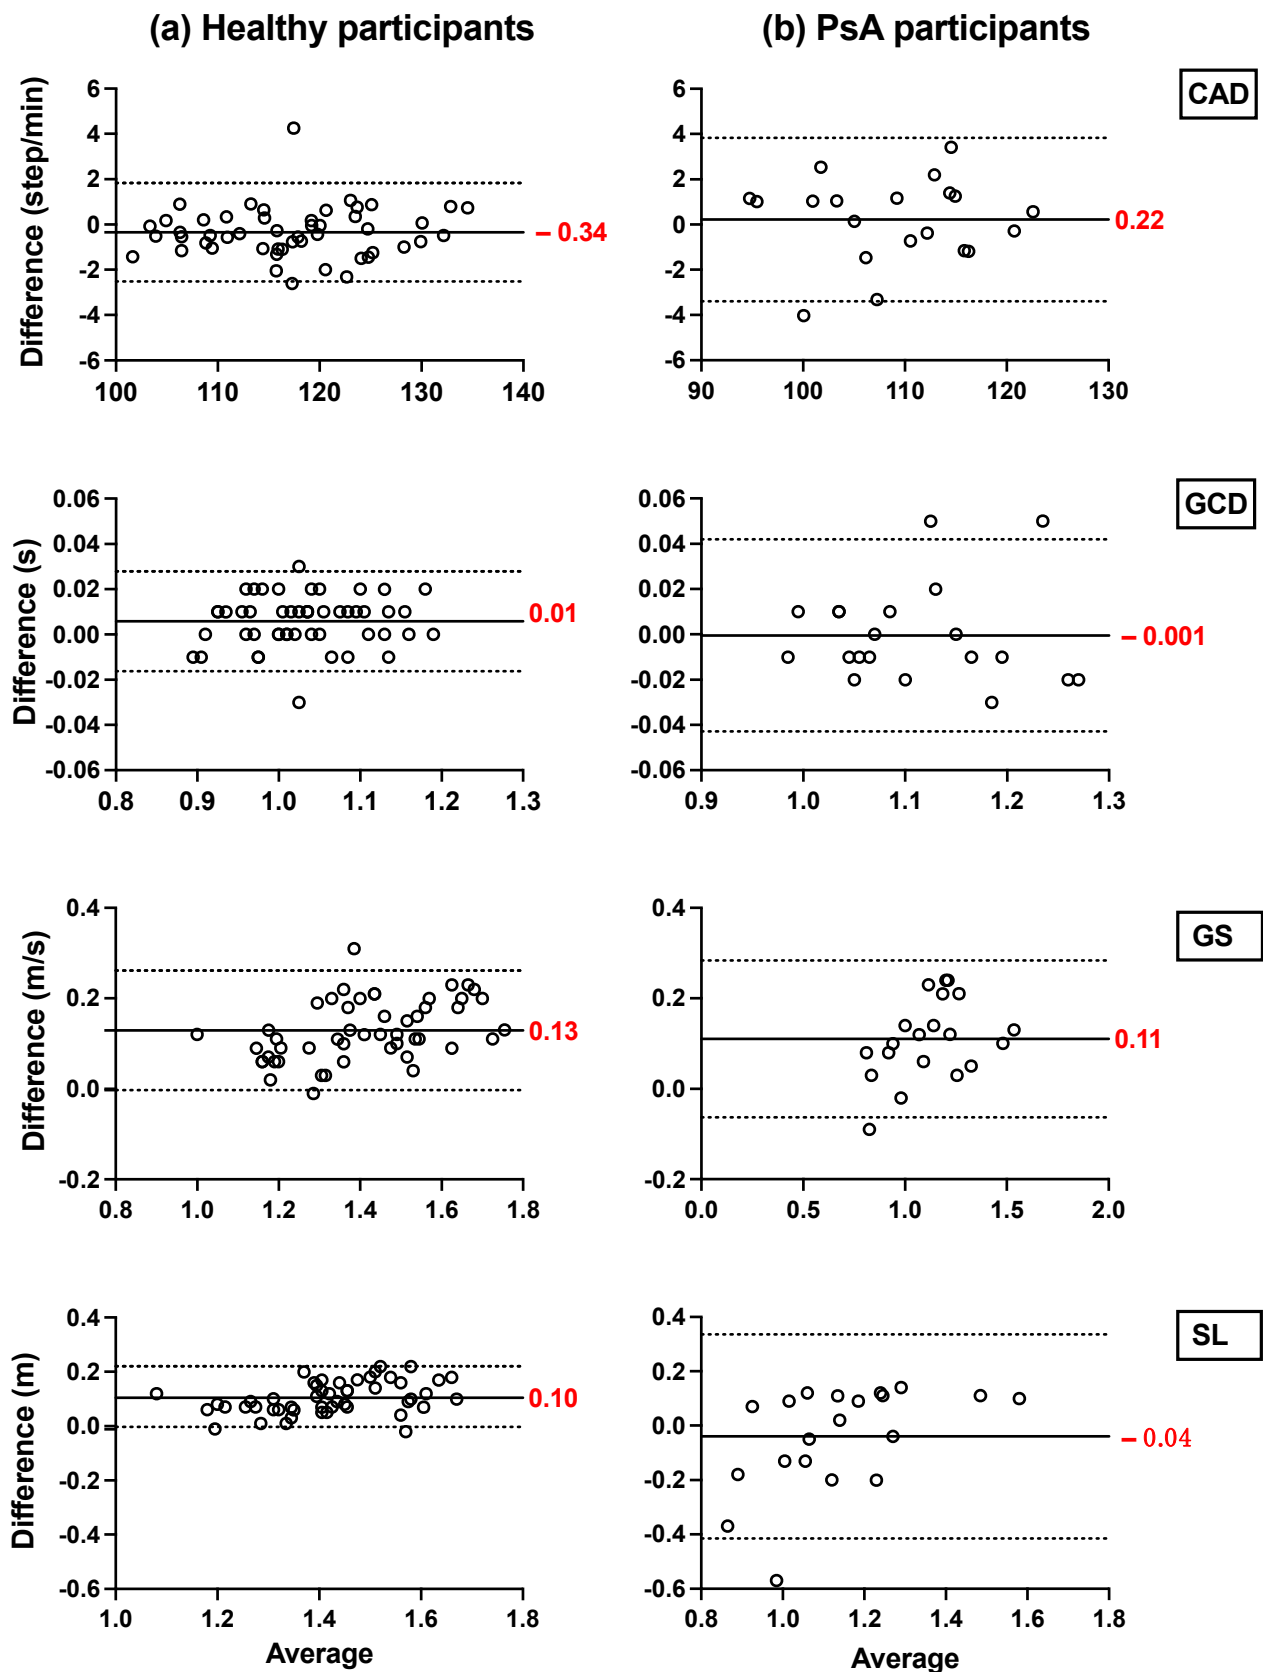 (a) Healthy participants
(b) PsA participants
CAD
Difference (step/min)
6
4
2
0
-2
-4
-6
100 110 120 130 140
– 0.34
6
4
2
0
-2
-4
-6
90 100 110 120 130
0.22
GCD
Difference (s)
0.06
0.04
0.02
0.00
-0.02
-0.04
-0.06
0.8 0.9 1.0 1.1 1.2 1.3
0.01
0.06
0.04
0.02
0.00
-0.02
-0.04
-0.06
0.9 1.0 1.1 1.2 1.3
– 0.001
GS
Difference (m/s)
0.4
0.2
0.0
-0.2
0.8 1.0 1.2 1.4 1.6 1.8
0.13
0.4
0.2
0.0
-0.2
0.0 0.5 1.0 1.5 2.0
0.11
SL
Difference (m)
0.4
0.2
0.0
-0.2
-0.4
-0.6
1.0 1.2 1.4 1.6 1.8
0.10
Average
0.4
0.2
0.0
-0.2
-0.4
-0.6
0.8 1.0 1.2 1.4 1.6 1.8
– 0.04
Average